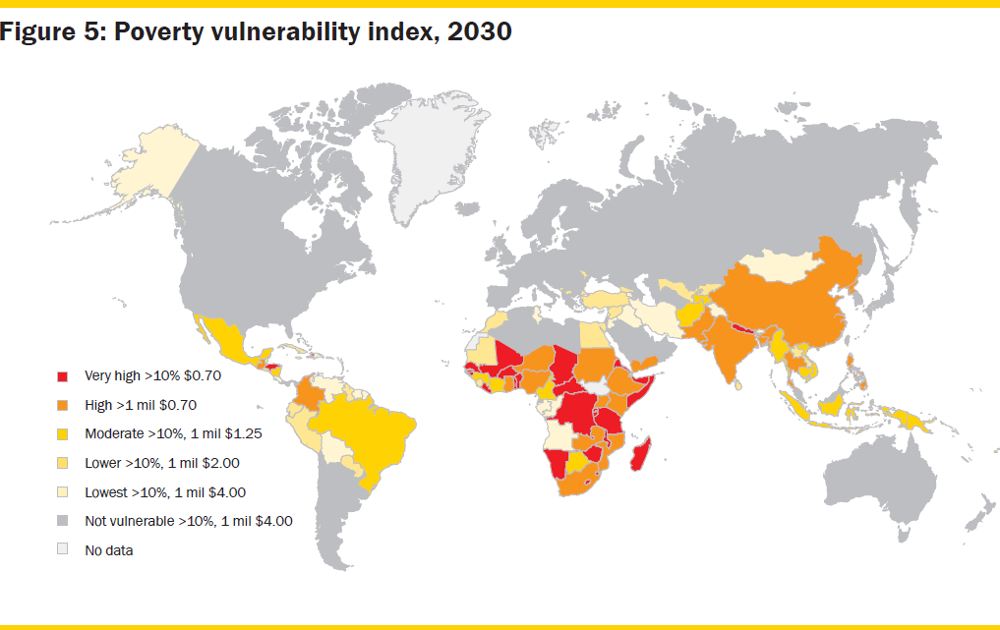 Figure 5: Poverty vulnerability index, 2030
Very high >10% $0.70
High >1 mil $0.70
Moderate >10%, 1 mil $1.25
Lower >10%, 1 mil $2.00
Lowest >10%, 1 mil $4.00
Not vulnerable >10%, 1 mil $4.00
No data